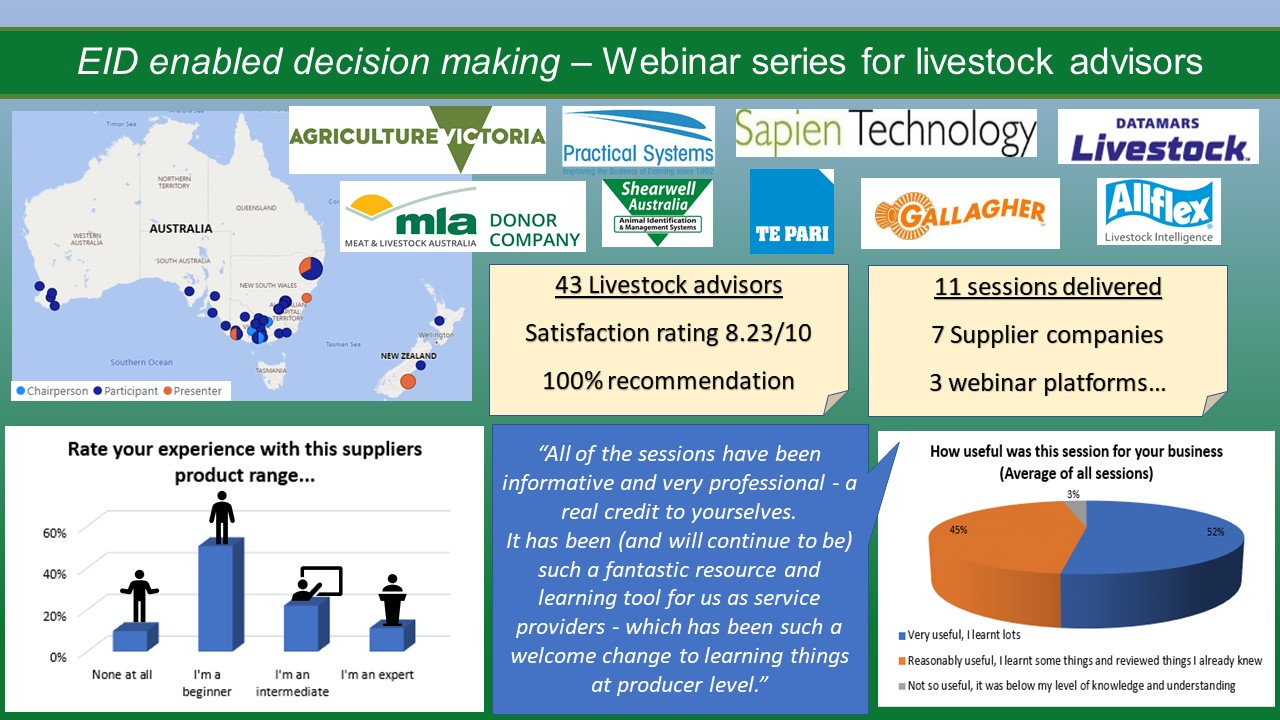 EID enabled decision making – Webinar series for livestock advisors
Timor Sea
NORTHERN
TERRITORY
QUEENSLAND
AUSTRALIA
WESTERN
AUSTRALIA
SOUTH AUSTRALIA
NEW SOUTH WALES
TASMANIA
Southern Ocean
Tasman Sea
Wellington
NEW ZEALAND
Chairperson Participant Presenter
AGRICULTURE VICTORIA
Practical Systems
Improving the Business of Farming since 1992
Sapien Technology
DATAMARS
Livestock
mla
MEAT & LIVESTOCK AUSTRALIA
DONOR
COMPANY
Shearwell
Australia
Animal Identification
& Management Systems
TE PARI
GALLAGHER
Allflex
Livestock Intelligence
43 Livestock advisors
Satisfaction rating 8.23/10
100% recommendation
11 sessions delivered
7 Supplier companies
3 webinar platforms...
Rate your experience with this suppliers
product range...
60%
40%
20%
0%
None at all
I'm a
beginner
I'm an
intermediate
I'm an expert
“All of the sessions have been
informative and very professional - a
real credit to yourselves.
It has been (and will continue to be)
such a fantastic resource and
learning tool for us as service
providers - which has been such a
welcome change to learning things
at producer level.”
How useful was this session for your business
(Average of all sessions)
3%
45%
52%
Very useful, I learnt lots
Reasonably useful, I learnt some things and reviewed things I already knew
Not so useful, it was below my level of knowledge and understanding